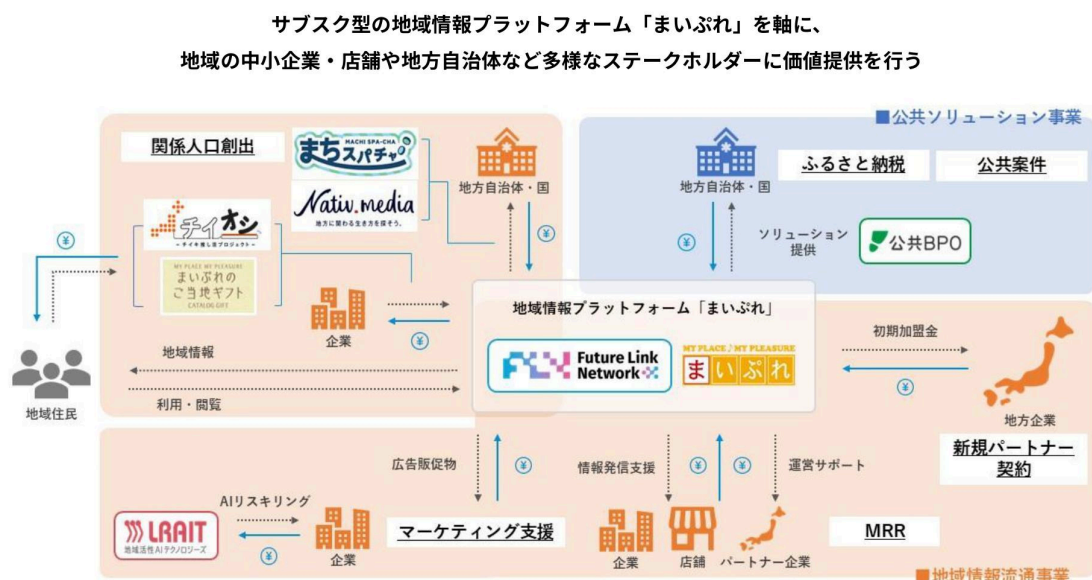 サブスク型の地域情報プラットフォーム「まいぷれ」を軸に、
地域の中小企業・店舗や地方自治体など多様なステークホルダーに価値提供を行う
■公共ソリューション事業
関係人口創出
MACHI SPA-CHA
まちスパチャ
Nativ.media
地方に関わる生き方を探そう。
地方自治体・国
地方自治体・国
ふるさと納税
公共案件
¥
チイオシ
~チイキ推し活プロジェクト~
¥
¥
ソリューション
提供
公共BPO
MY PLACE MY PLEASURE
まいぷれの
ご当地ギフト
CATALOG GIFT
企業
¥
地域情報プラットフォーム「まいぷれ」
Future Link
Network
MY PLACE♪MY PLEASURE
まいぷれ
初期加盟金
¥
地域情報
利用・閲覧
地域住民
地方企業
新規パートナー
契約
広告販促物
¥
情報発信支援
¥
¥
運営サポート
AIリスキリング
LRAIT
地域活性AIテクノロジーズ
¥
企業
マーケティング支援
企業
店舗
パートナー企業
MRR
■地域情報流通事業